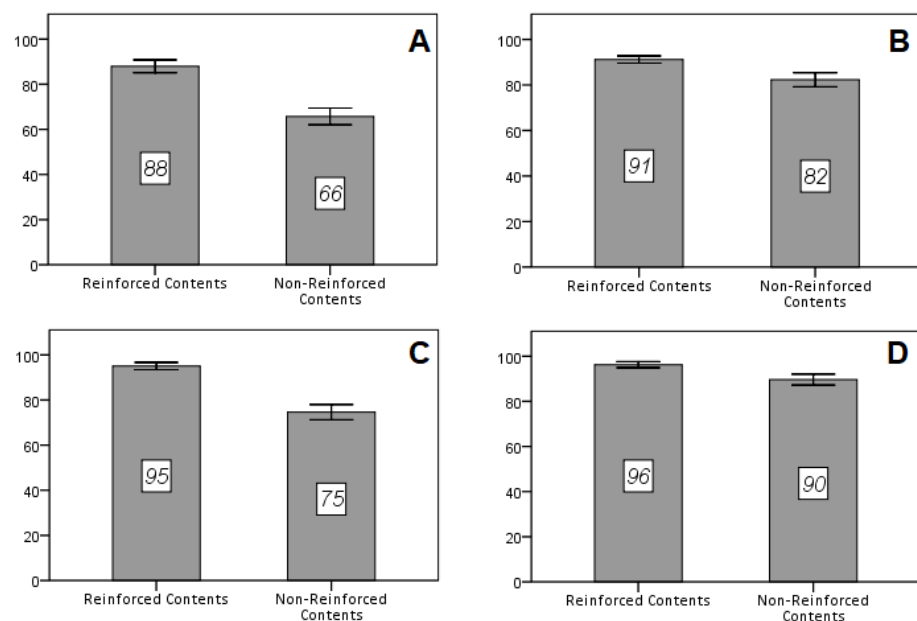 A
100
80
60
40
20
0
88
66
Reinforced Contents
Non-Reinforced
Contents
B
100
80
60
40
20
0
91
82
Reinforced Contents
Non-Reinforced
Contents
C
100
80
60
40
20
0
95
75
Reinforced Contents
Non-Reinforced
Contents
D
100
80
60
40
20
0
96
90
Reinforced Contents
Non-Reinforced
Contents